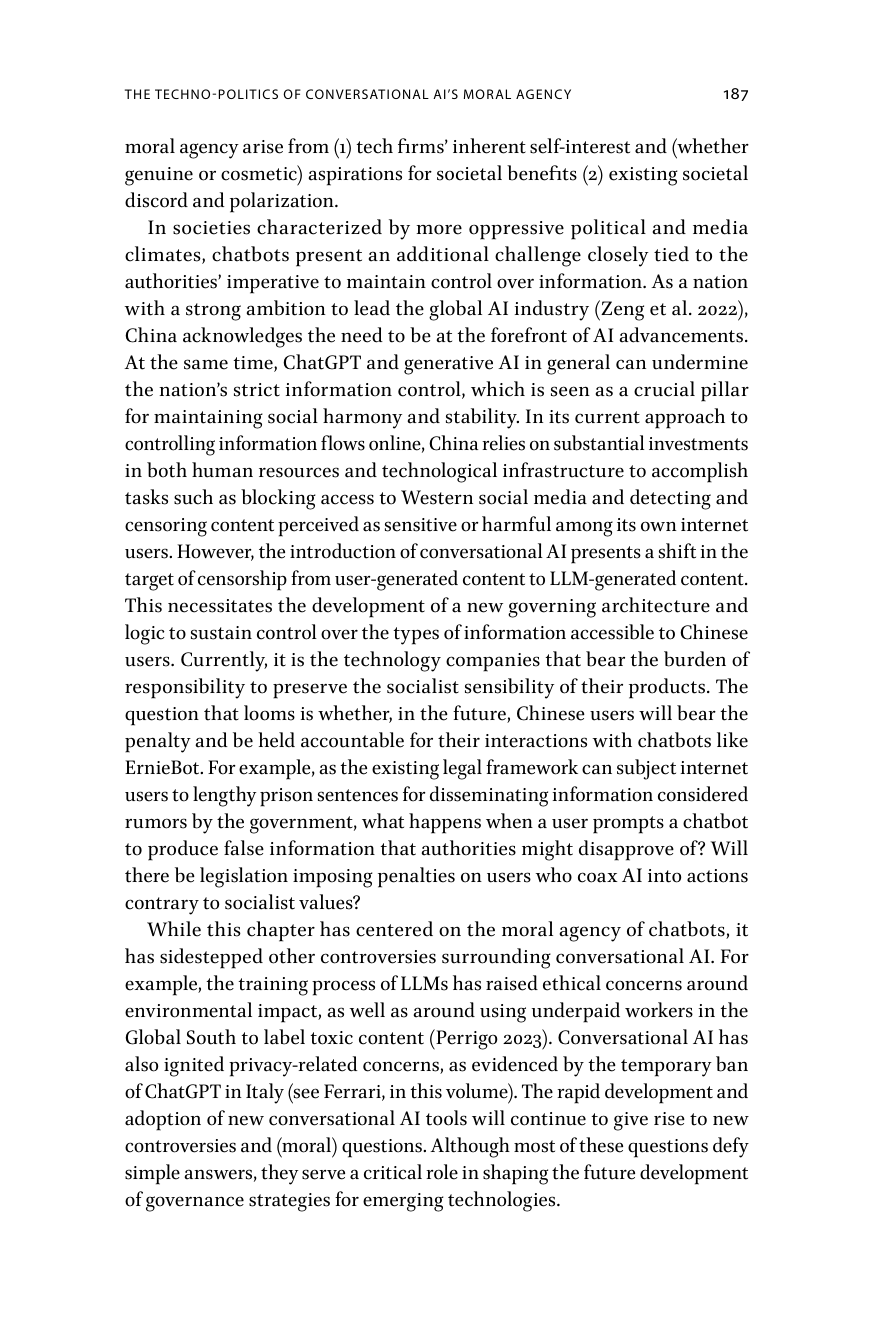 THE TECHNO-POLITICS OF CONVERSATIONAL AI’S MORAL AGENCY 187
moral agency arise from (1) tech firms’ inherent self-interest and (whether
genuine or cosmetic) aspirations for societal benefits (2) existing societal
discord and polarization.
In societies characterized by more oppressive political and media
climates, chatbots present an additional challenge closely tied to the
authorities’ imperative to maintain control over information. As a nation
with a strong ambition to lead the global AI industry (Zeng et al. 2022),
China acknowledges the need to be at the forefront of AI advancements.
At the same time, ChatGPT and generative AI in general can undermine
the nation’s strict information control, which is seen as a crucial pillar
for maintaining social harmony and stability. In its current approach to
controlling information flows online, China relies on substantial investments
in both human resources and technological infrastructure to accomplish
tasks such as blocking access to Western social media and detecting and
censoring content perceived as sensitive or harmful among its own internet
users. However, the introduction of conversational AI presents a shift in the
target of censorship from user-generated content to LLM-generated content.
This necessitates the development of a new governing architecture and
logic to sustain control over the types of information accessible to Chinese
users. Currently, it is the technology companies that bear the burden of
responsibility to preserve the socialist sensibility of their products. The
question that looms is whether, in the future, Chinese users will bear the
penalty and be held accountable for their interactions with chatbots like
ErnieBot. For example, as the existing legal framework can subject internet
users to lengthy prison sentences for disseminating information considered
rumors by the government, what happens when a user prompts a chatbot
to produce false information that authorities might disapprove of? Will
there be legislation imposing penalties on users who coax AI into actions
contrary to socialist values?
While this chapter has centered on the moral agency of chatbots, it
has sidestepped other controversies surrounding conversational AI. For
example, the training process of LLMs has raised ethical concerns around
environmental impact, as well as around using underpaid workers in the
Global South to label toxic content (Perrigo 2023). Conversational AI has
also ignited privacy-related concerns, as evidenced by the temporary ban
of ChatGPT in Italy (see Ferrari, in this volume). The rapid development and
adoption of new conversational AI tools will continue to give rise to new
controversies and (moral) questions. Although most of these questions defy
simple answers, they serve a critical role in shaping the future development
of governance strategies for emerging technologies.